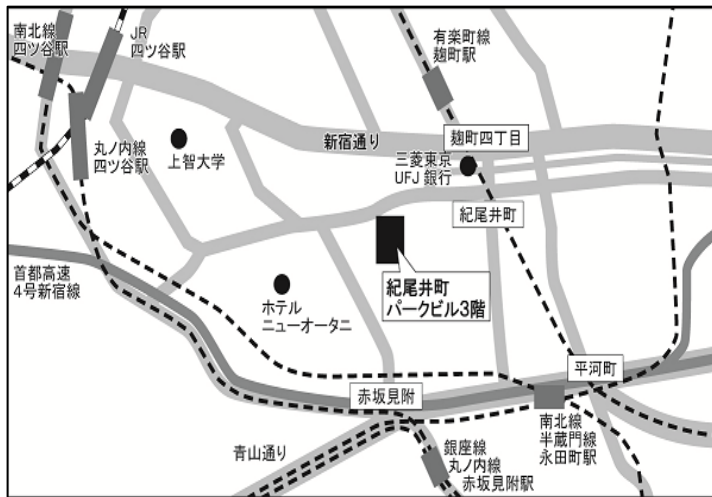 南北線
四ツ谷駅
JR
四ツ谷駅
有楽町線
麹町駅
丸ノ内線
四ツ谷駅
上智大学
新宿通り
麹町四丁目
三菱東京
UFJ 銀行
紀尾井町
首都高速
4号新宿線
ホテル
ニューオータニ
紀尾井町
パークビル3階
平河町
赤坂見附
青山通り
銀座線
丸ノ内線
赤坂見附駅
南北線
半蔵門線
永田町駅